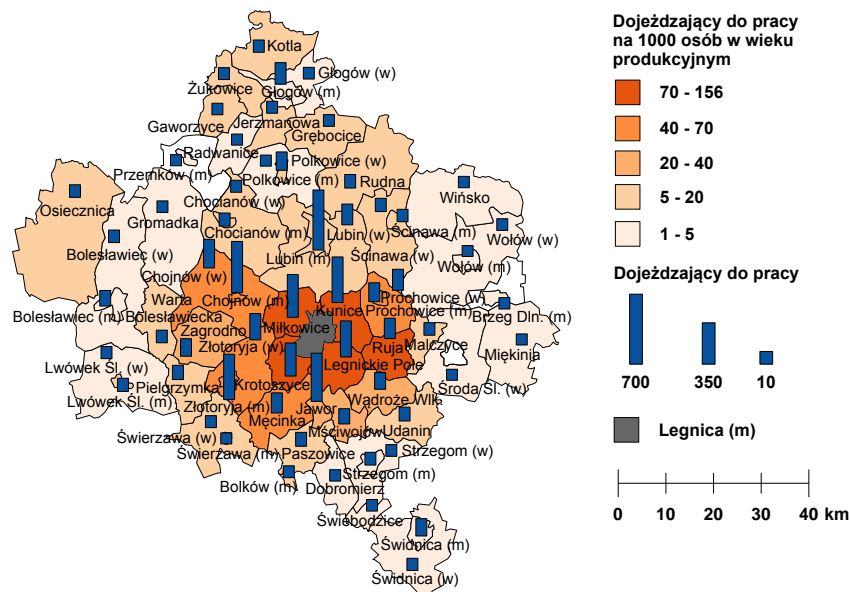 Kotla
Głogów (w)
Żukowice
Głogów (m)
Gaworzyce
Jerzmanowa
Grębocice
Radwanice
Przemków (m)
Polkowice (w)
Polkowice (m)
Rudna
Wińsko
Osiecznica
Chocianów (w)
Gromadka
Chocianów (m)
Lubin (w)
Ścinawa (m)
Wołów (w)
Bolesławiec (w)
Lubin (m)
Ścinawa (w)
Wołów (m)
Chojnów (w)
Chojnów (m)
Kunice
Prochowice (w)
Bolesławiec (m)
Warta
Bolesławiecka
Prochowice (m)
Brzeg Dln. (m)
Zagrodno
Miłkowice
Malczyce
Złotoryja (w)
Ruja
Miękinia
Lwówek Śl. (w)
Legnickie Pole
Środa Śl. (w)
Pielgrzymka
Krotoszyce
Lwówek Śl. (m)
Złotoryja (m)
Jawor
Wądroże Wlk.
Męcinka
Mściwojów
Udanin
Świerzawa (w)
Świerzawa (m)
Paszowice
Strzegom (w)
Strzegom (m)
Bolków (m)
Dobromierz
Świebodzice
Świdnica (m)
Świdnica (w)
Dojeżdzający do pracy
na 1000 osób w wieku
produkcyjnym
70 - 156
40 - 70
20 - 40
5 - 20
1 - 5
Dojeżdzający do pracy
700 350 10
Legnica (m)
0 10 20 30 40 km